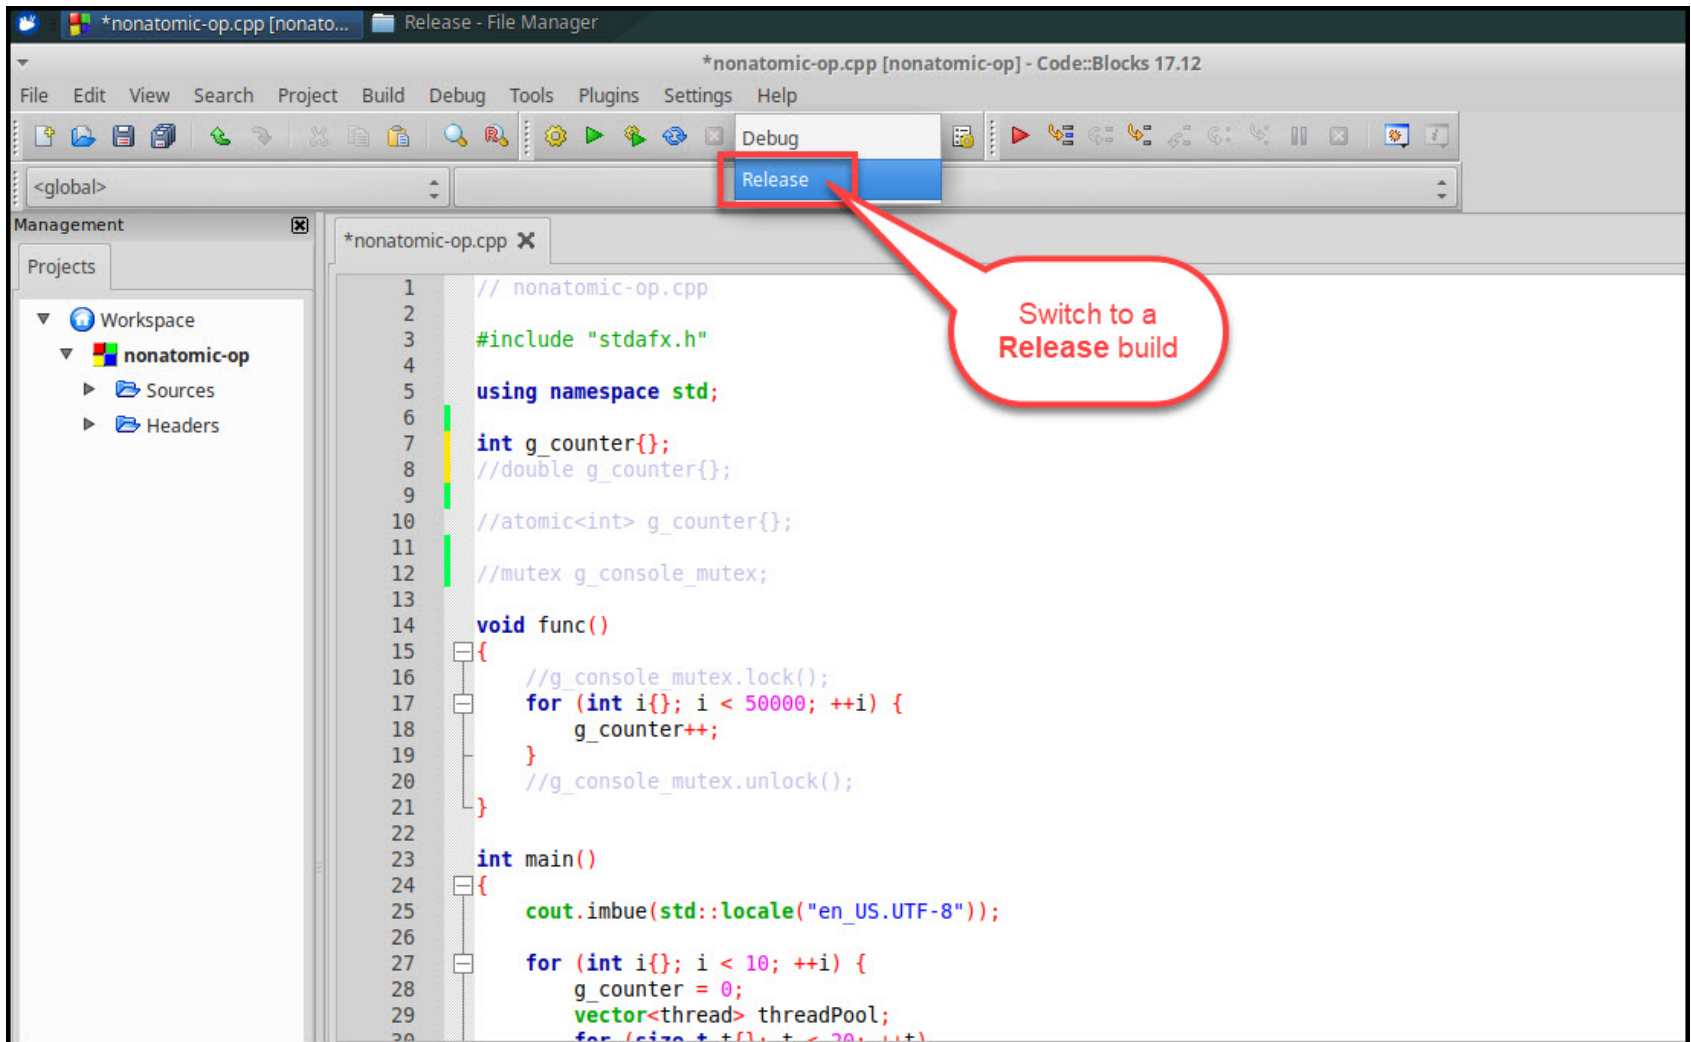 *nonatomic-op.cpp [nonato...
Release - File Manager
*nonatomic-op.cpp [nonatomic-op] - Code::Blocks 17.12
File Edit View Search Project Build Debug Tools Plugins Settings Help
Debug
Release
<global>
Management
Projects
Workspace
nonatomic-op
Sources
Headers
*nonatomic-op.cpp
Switch to a
Release build
1 // nonatomic-op.cpp
2
3 #include "stdafx.h"
4
5 using namespace std;
6
7 int g_counter{};
8 //double g_counter{};
9
10 //atomic<int> g_counter{};
11
12 //mutex g_console_mutex;
13
14 void func()
15 {
16 //g_console_mutex.lock();
17 for (int i{}; i < 50000; ++i) {
18 g_counter++;
19 }
20 //g_console_mutex.unlock();
21 }
22
23 int main()
24 {
25 cout.imbue(std::locale("en_US.UTF-8"));
26
27 for (int i{}; i < 10; ++i) {
28 g_counter = 0;
29 vector<thread> threadPool;
30 for (size_t t{}; t < 20; ++t)